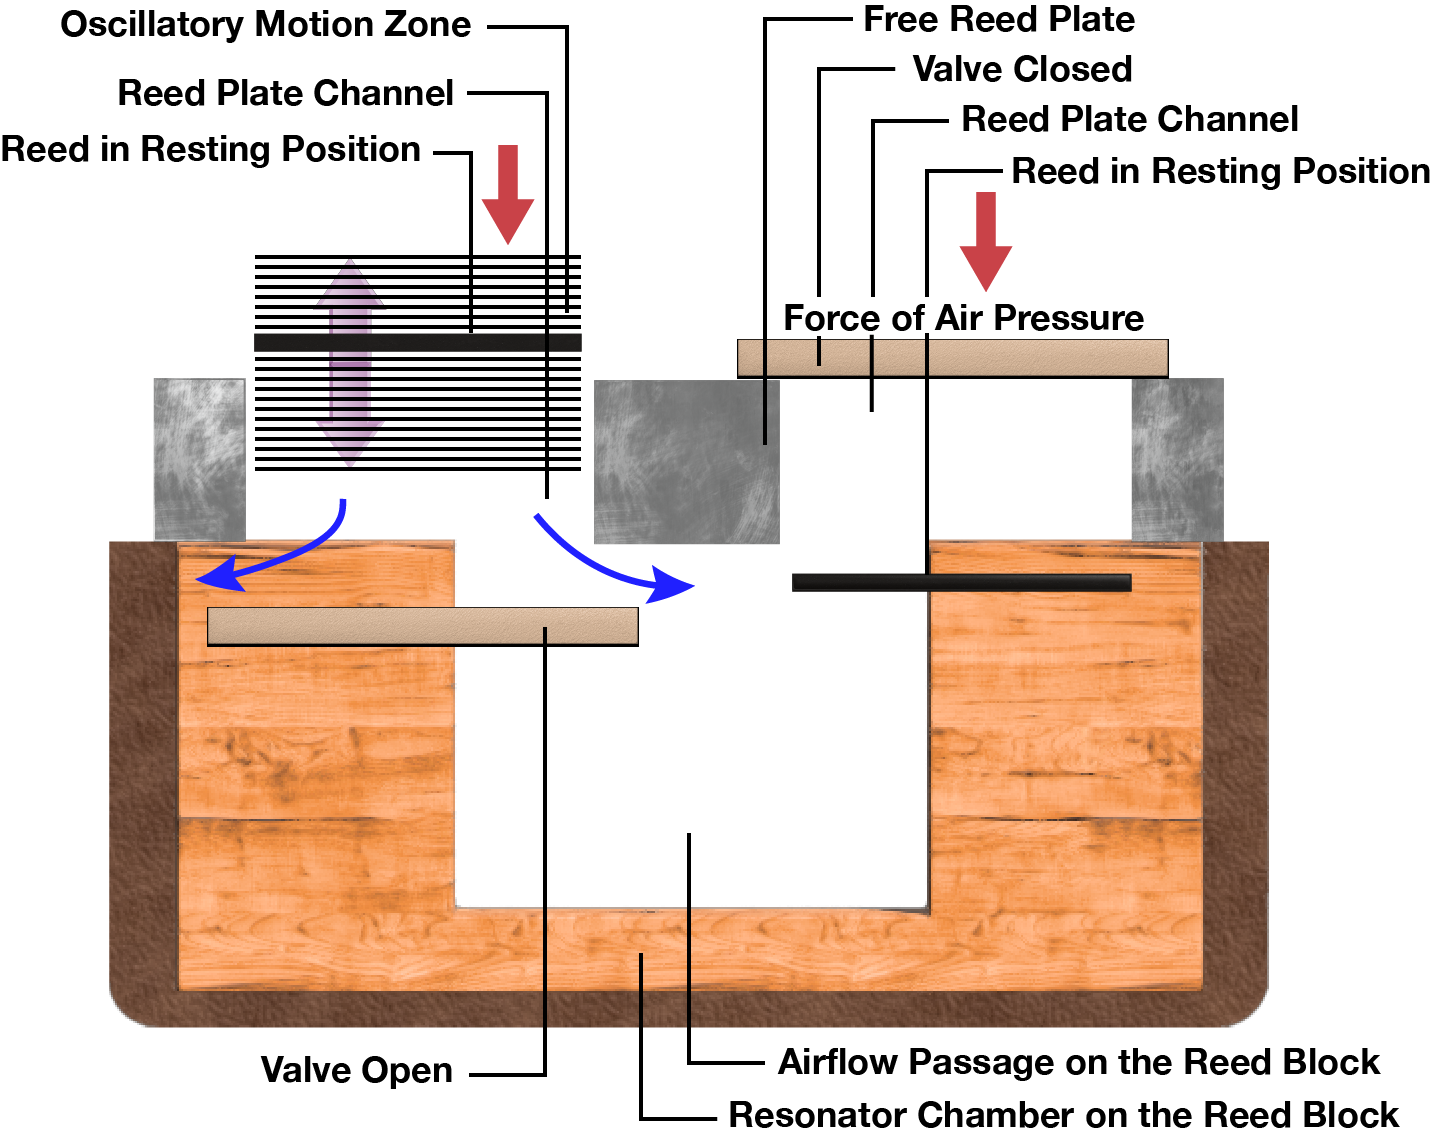 Oscillatory Motion Zone
Reed Plate Channel
Reed in Resting Position
Free Reed Plate
Valve Closed
Reed Plate Channel
Reed in Resting Position
Force of Air Pressure
Valve Open
Airflow Passage on the Reed Block
Resonator Chamber on the Reed Block